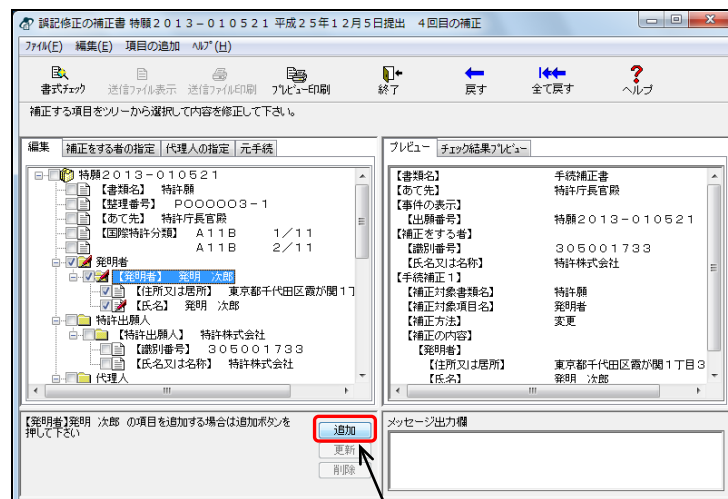 誤記修正の補正書 特願２０１３－０１０５２１ 平成２５年１２月５日提出　４回目の補正
ﾌｧｲﾙ(F)　編集(E)　項目の追加　ﾍﾙﾌﾟ(H)
書式ﾁｪｯｸ　送信ﾌｧｲﾙ表示　送信ﾌｧｲﾙ印刷　ﾌﾟﾚﾋﾞｭｰ印刷　終了　戻す　全て戻す　ヘルプ
補正する項目をツリーから選択して内容を修正して下さい。
編集　補正をする者の指定　代理人の指定　元手続
特願２０１３－０１０５２１
【書類名】　特許願
【整理番号】　Ｐ０００００３－１
【あて先】　特許庁長官殿
【国際特許分類】　Ａ１１Ｂ　１／１１
Ａ１１Ｂ　２／１１
発明者
【発明者】　発明　次郎
【住所又は居所】　東京都千代田区霞が関１丁
【氏名】　発明　次郎
特許出願人
【特許出願人】　特許株式会社
【識別番号】　３０５００１７３３
【氏名又は名称】　特許株式会社
代理人
プレビュー　チェック結果プレビュー
【書類名】　手続補正書
【あて先】　特許庁長官殿
【事件の表示】
【出願番号】　特願２０１３－０１０５２１
【補正をする者】
【識別番号】　３０５００１７３３
【氏名又は名称】　特許株式会社
【手続補正１】
【補正対象書類名】　特許願
【補正対象項目名】　発明者
【補正方法】　変更
【補正の内容】
【発明者】
【住所又は居所】　東京都千代田区霞が関１丁目３
【氏名】　発明　次郎
【発明者】発明　次郎　の項目を追加する場合は追加ボタンを
押して下さい
追加
更新
削除
メッセージ出力欄